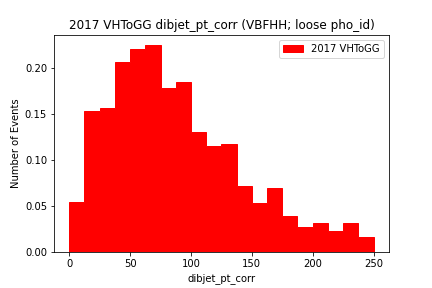 2017 VHToGG dibjet_pt_corr (VBFHH; loose pho_id)
2017 VHToGG
Number of Events
0.20
0.15
0.10
0.05
0.00
0 50 100 150 200 250
dibjet_pt_corr